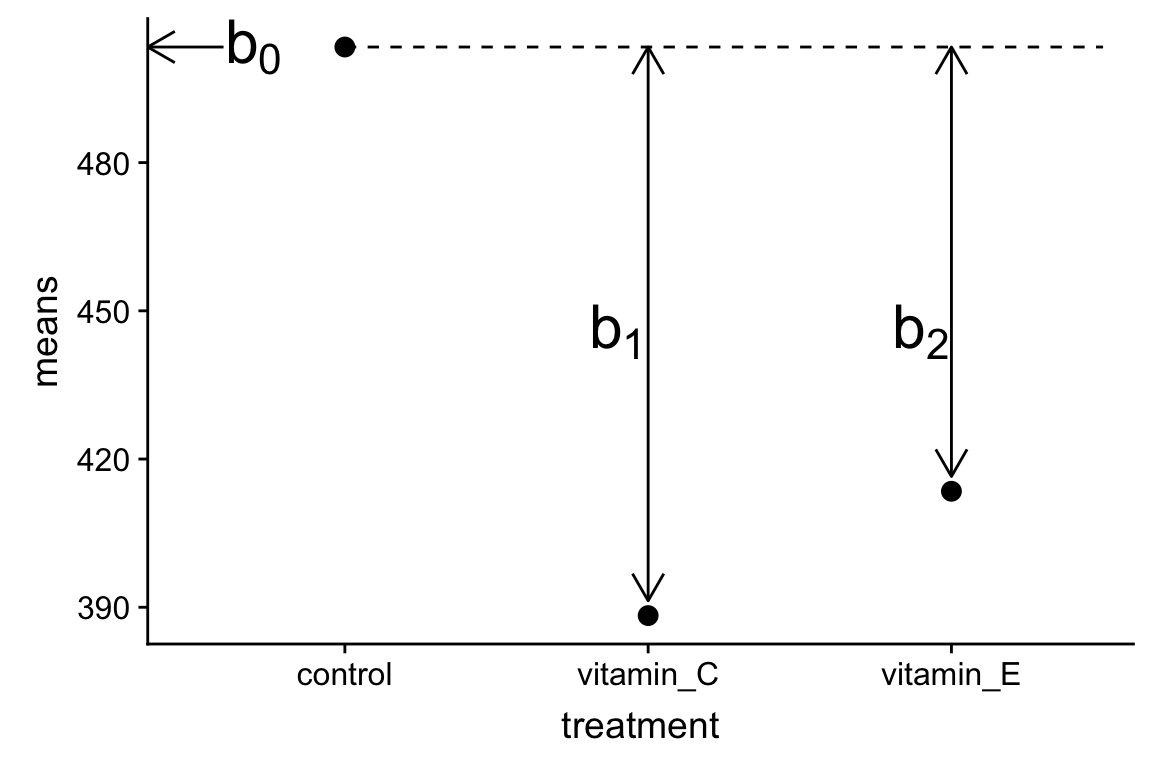 b₀
480
450
420
390
means
b₁
b₂
control
vitamin_C
vitamin_E
treatment